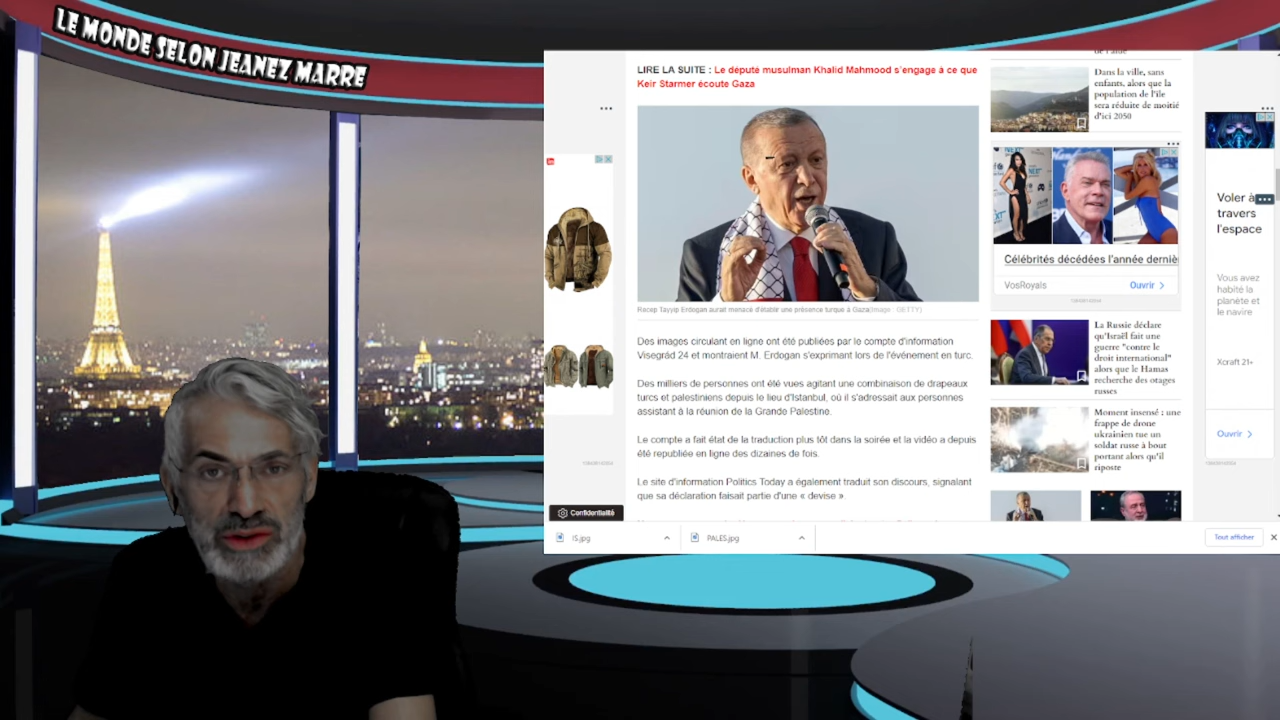 LE MONDE SELON JEANEZ MARRE
LIRE LA SUITE : Le député musulman Khalid Mahmood s'engage à ce que
Keir Starmer écoute Gaza
Recep Tayyip Erdogan aurait menacé d'établir une présence turque à Gaza(Image : GETTY)
Des images circulant en ligne ont été publiées par le compte d'information
Visegrád 24 et montraient M. Erdogan s'exprimant lors de l'événement en turc.
Des milliers de personnes ont été vues agitant une combinaison de drapeaux
turcs et palestiniens depuis le lieu d'Istanbul, où il s'adressait aux personnes
assistant à la réunion de la Grande Palestine.
Le compte a fait état de la traduction plus tôt dans la soirée et la vidéo a depuis
été republiée en ligne des dizaines de fois.
Le site d'information Politics Today a également traduit son discours, signalant
que sa déclaration faisait partie d'une « devise ».
Dans la ville, sans
enfants, alors que la
population de l'île
sera réduite de moitié
d'ici 2050
NEXT
Célébrités décédées l'année derniè
VosRoyals
Ouvrir >
La Russie déclare
qu'Israël fait une
guerre "contre le
droit international"
alors que le Hamas
recherche des otages
russes
Moment insensé : une
frappe de drone
ukrainien tue un
soldat russe à bout
portant alors qu'il
riposte
Voler à
travers
l'espace
Vous avez
habité la
planète et
le navire
Xcraft 21+
Ouvrir >
Confidentialité
IS.jpg
PALES.jpg
Tout afficher